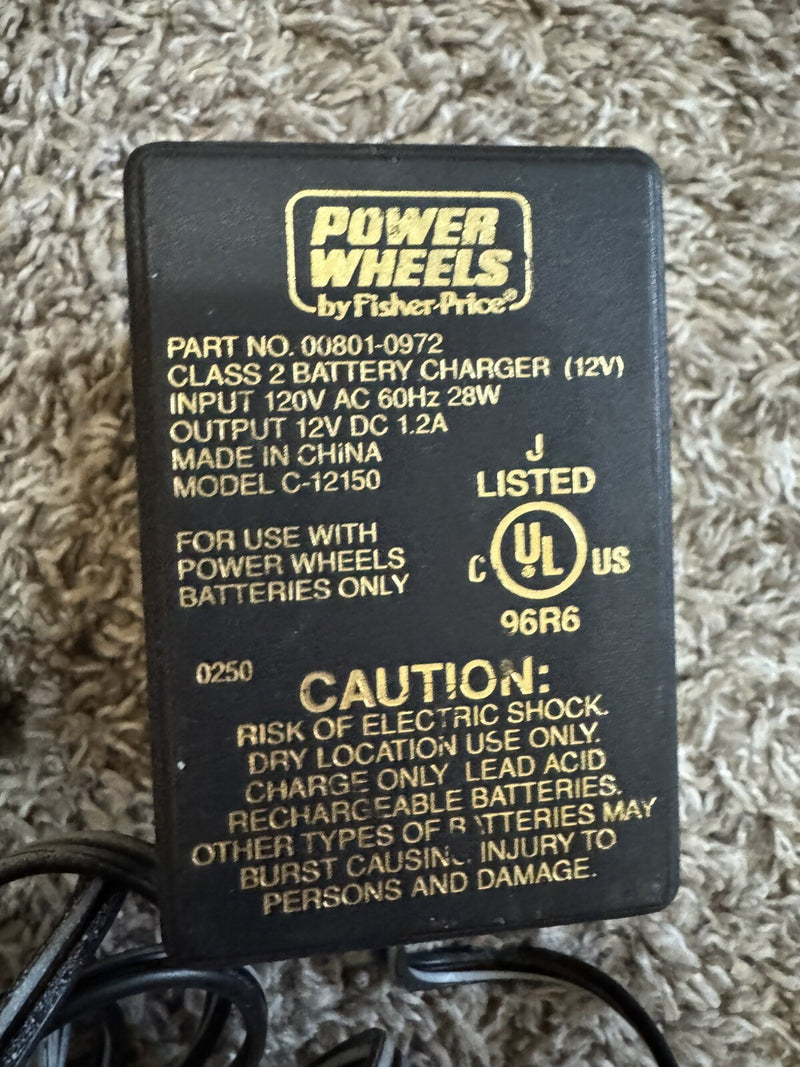 POWER
WHEELS
by Fisher-Price®
PART NO. 00801-0972
CLASS 2 BATTERY CHARGER (12V)
INPUT 120V AC 60Hz 28W
OUTPUT 12V DC 1.2A
MADE IN CHiNA
MODEL C-12150
J
LISTED
C UL US
96R6
FOR USE WITH
POWER WHEELS
BATTERIES ONLY
0250
CAUTION:
RISK OF ELECTRIC SHOCK.
DRY LOCATION USE ONLY.
CHARGE ONLY LEAD ACID
RECHARGEABLE BATTERIES.
OTHER TYPES OF BATTERIES MAY
BURST CAUSING INJURY TO
PERSONS AND DAMAGE.